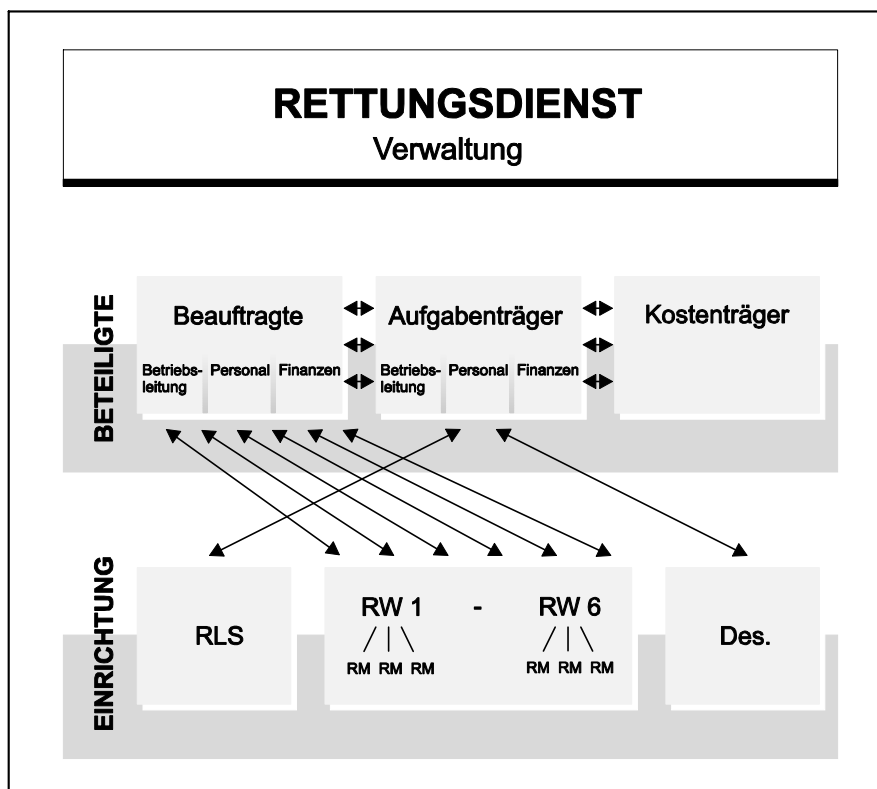 RETTUNGSDIENST
Verwaltung
BETEILIGTE
Beauftragte
Betriebs-
leitung
Personal
Finanzen
Aufgabenträger
Betriebs-
leitung
Personal
Finanzen
Kostenträger
EINRICHTUNG
RLS
RW 1 - RW 6
RM RM RM RM RM RM
Des.